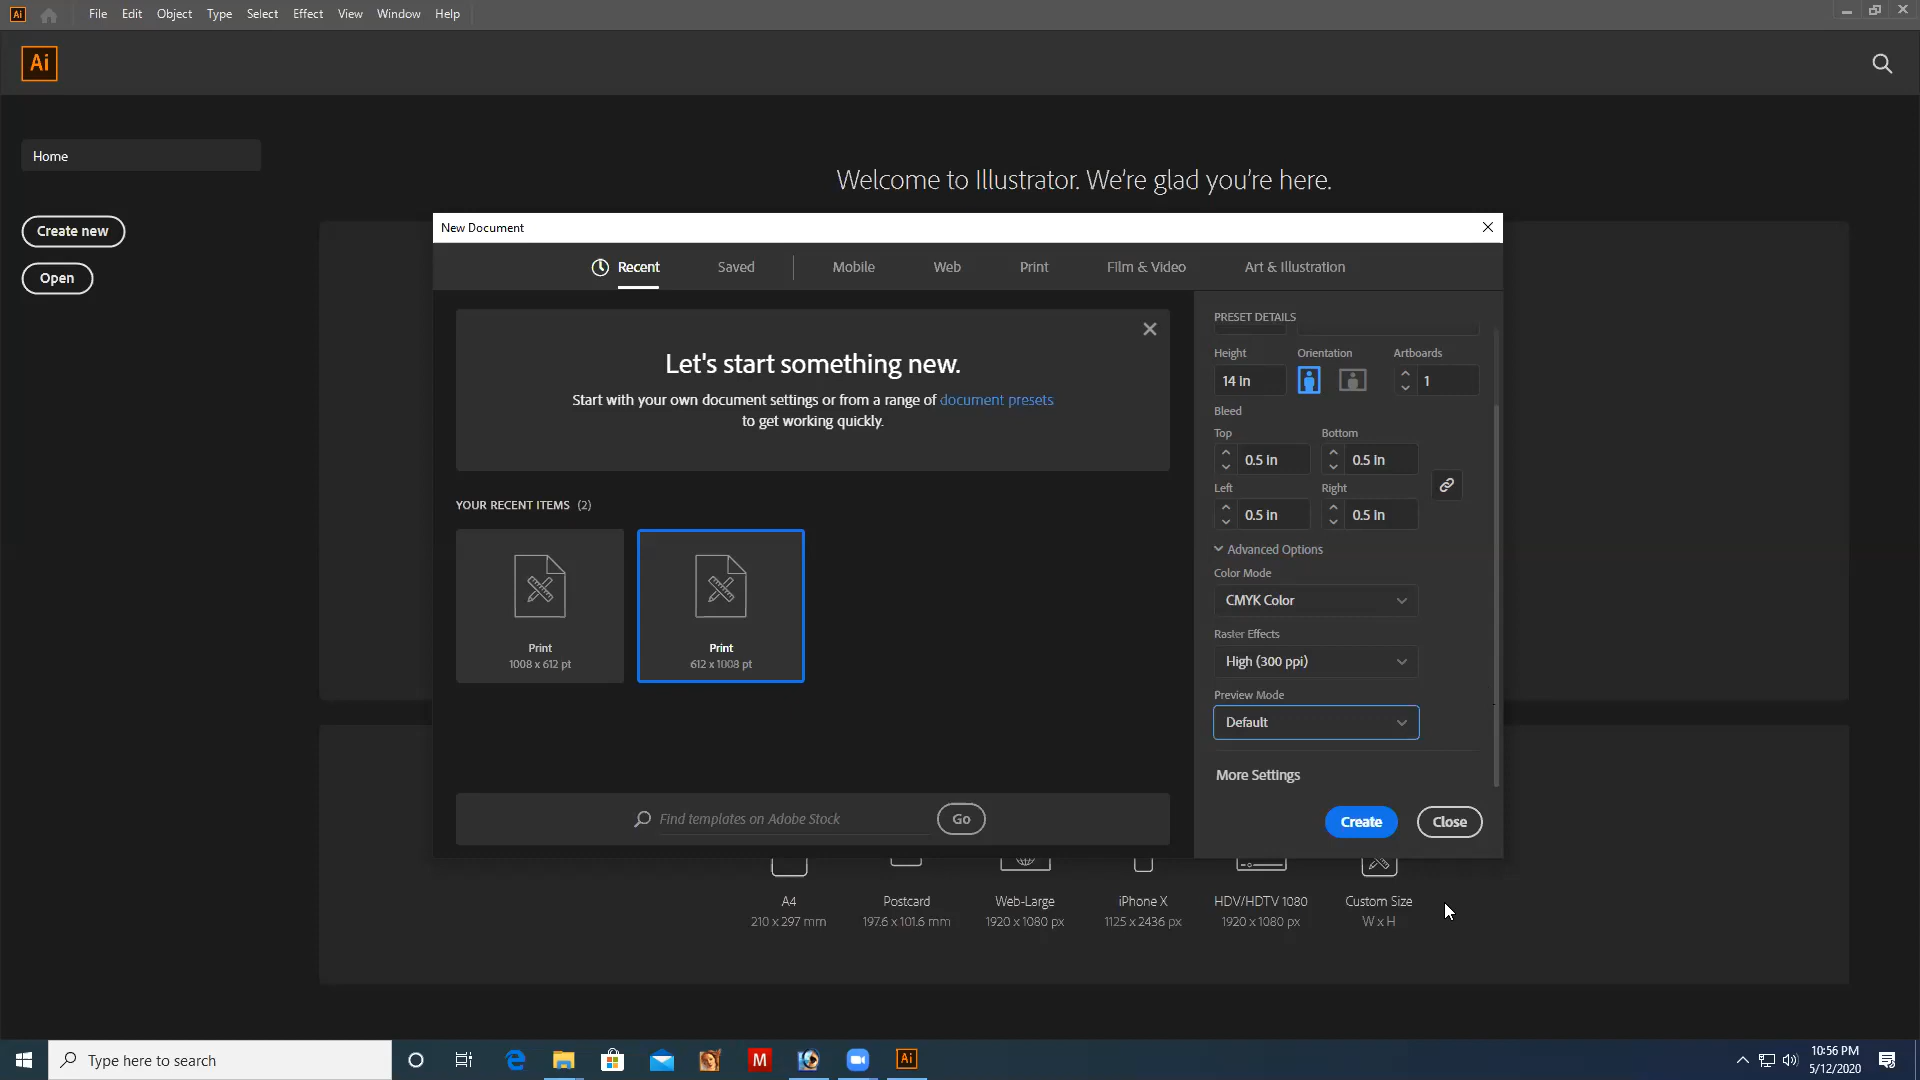 Ai
File Edit Object Type Select Effect View Window Help
Ai
Home
Create new
Open
Welcome to Illustrator. We're glad you're here.
New Document
Recent Saved Mobile Web Print Film & Video Art & Illustration
Let's start something new.
Start with your own document settings or from a range of document presets
to get working quickly.
YOUR RECENT ITEMS (2)
Print
1008 x 612 pt
Print
612 x 1008 pt
Find templates on Adobe Stock
Go
PRESET DETAILS
Height Orientation Artboards
14 in 1
Bleed
Top Bottom
0.5 in 0.5 in
Left Right
0.5 in 0.5 in
Advanced Options
Color Mode
CMYK Color
Raster Effects
High (300 ppi)
Preview Mode
Default
More Settings
Create Close
A4 Postcard Web-Large iPhone X HDV/HDTV 1080 Custom Size
210 x 297 mm 197.6 x 101.6 mm 1920 x 1080 px 1125 x 2436 px 1920 x 1080 px W x H
Type here to search
M
Ai
10:56 PM
5/12/2020